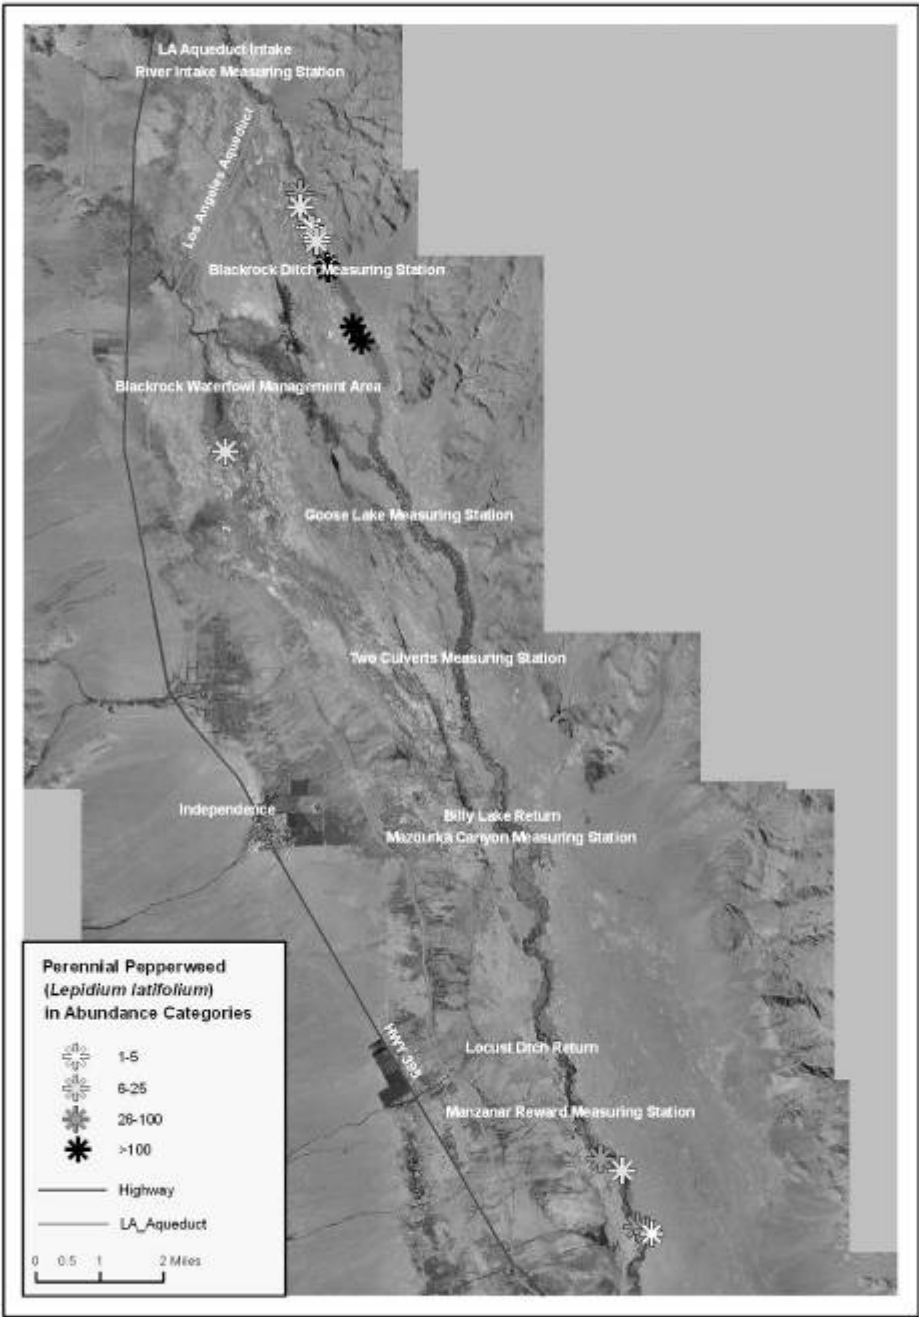 LA Aqueduct Intake
River Intake Measuring Station
Los Angeles Aqueduct
Blackrock Ditch Measuring Station
Blackrock Waterfowl Management Area
Goose Lake Measuring Station
Two Culverts Measuring Station
Independence
Billy Lake Return
Mazourka Canyon Measuring Station
HWY 395
Locust Ditch Return
Manzanar Reward Measuring Station
Perennial Pepperweed
(Lepidium latifolium)
in Abundance Categories
1-5
6-25
26-100
>100
Highway
LA_Aqueduct
0 0.5 1 2 Miles